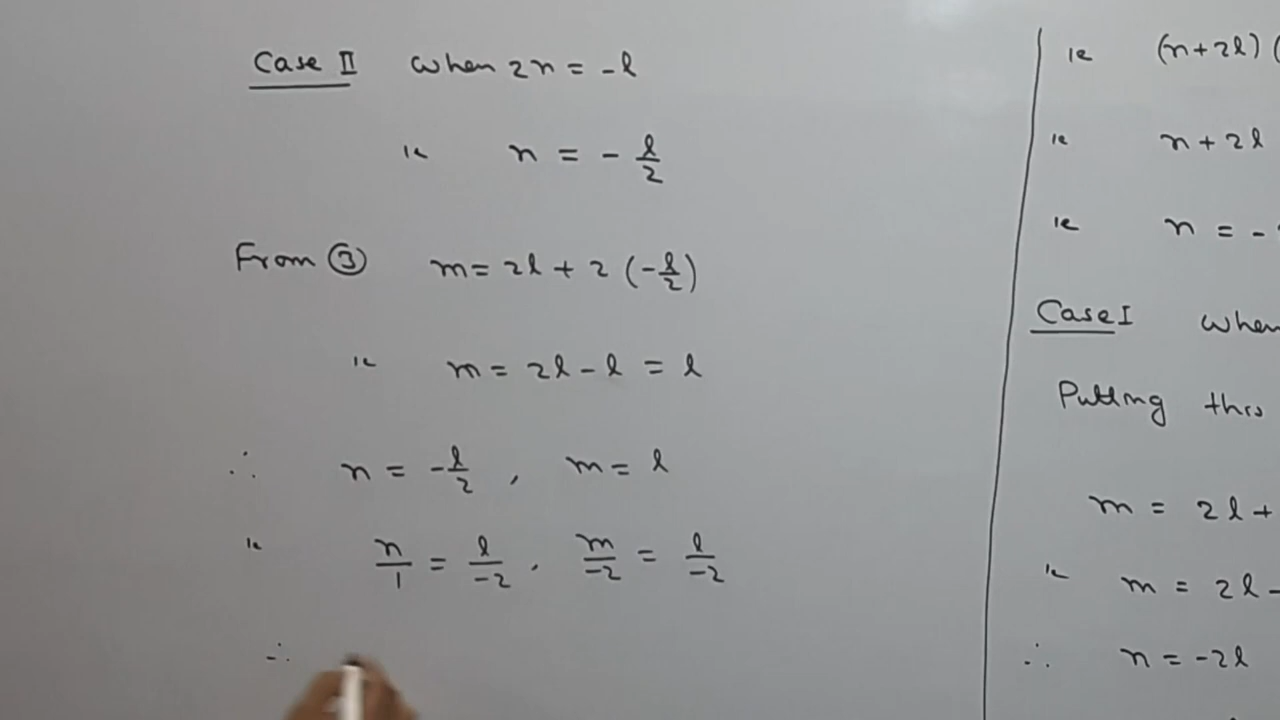 Case II when 2n = -l
ie n = - l/2
From ③ m = 2l + 2 (-l/2)
ie m = 2l - l = l
∴ n = -l/2 , m = l
ie n/1 = l/-2 , m/-2 = l/-2
∴
ie (n+2l) (
ie n + 2l
ie n = -
Case I when
Putting this
m = 2l +
ie m = 2l -
∴ n = -2l